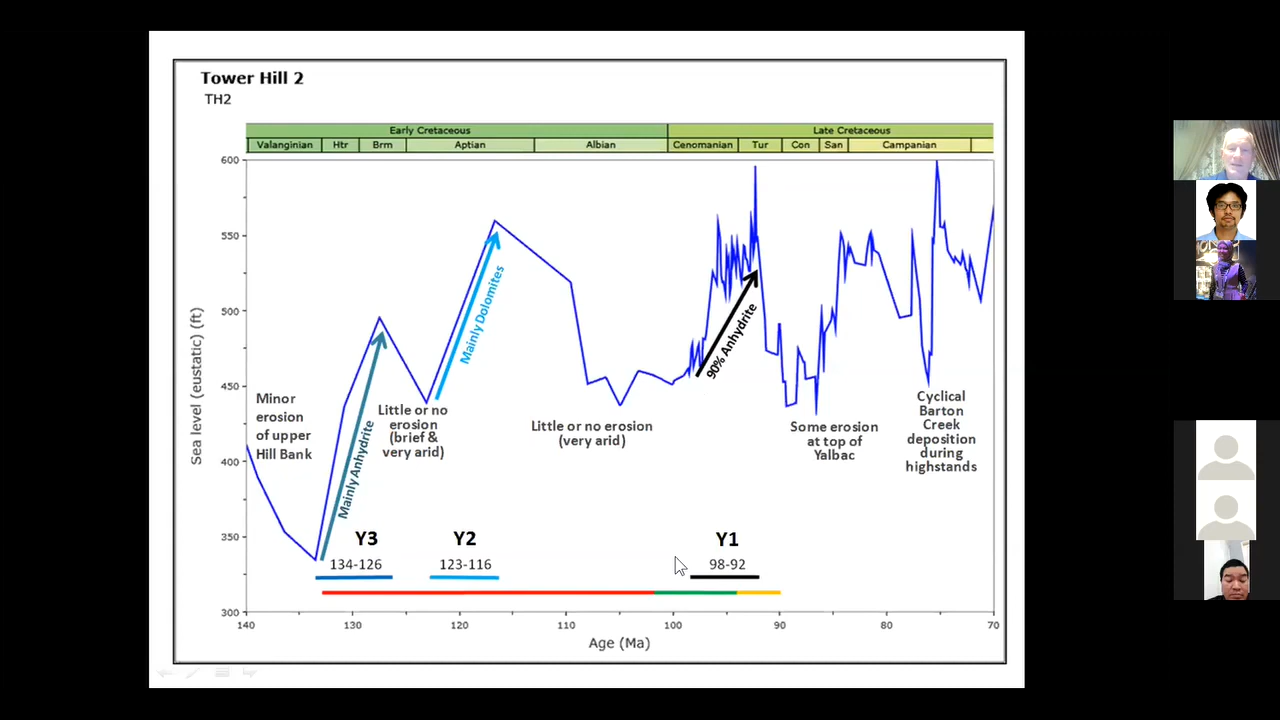 Tower Hill 2
TH2
Early Cretaceous
Late Cretaceous
Valanginian
Htr
Brm
Aptian
Albian
Cenomanian
Tur
Con
San
Campanian
600
550
500
450
400
350
300
Sea level (eustatic) (ft)
Minor
erosion
of upper
Hill Bank
Mainly Anhydrite
Little or no
erosion
(brief &
very arid)
Mainly Dolomites
Little or no erosion
(very arid)
90% Anhydrite
Some erosion
at top of
Yalbac
Cyclical
Barton
Creek
deposition
during
highstands
Y3
134-126
Y2
123-116
Y1
98-92
140
130
120
110
100
90
80
70
Age (Ma)